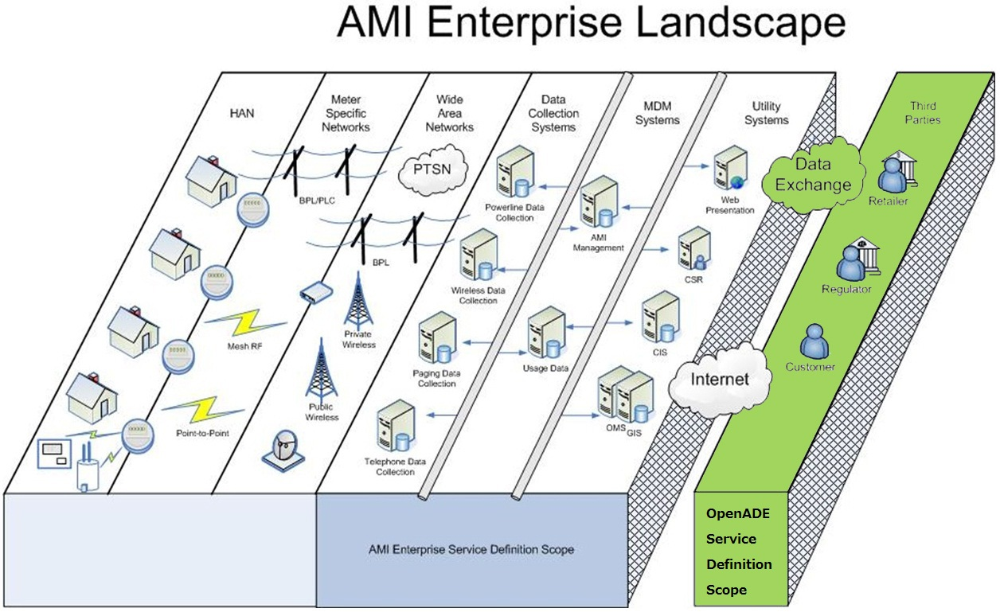 AMI Enterprise Landscape
HAN
Meter
Specific
Networks
Wide
Area
Networks
Data
Collection
Systems
MDM
Systems
Utility
Systems
Third
Parties
BPL/PLC
PTSN
Powerline Data
Collection
AMI
Management
Web
Presentation
Data
Exchange
Retailer
BPL
Wireless Data
Collection
CSR
Regulator
Mesh RF
Private
Wireless
Paging Data
Collection
Usage Data
CIS
Internet
Customer
Public
Wireless
Point-to-Point
OMS
GIS
Telephone Data
Collection
AMI Enterprise Service Definition Scope
OpenADE
Service
Definition
Scope